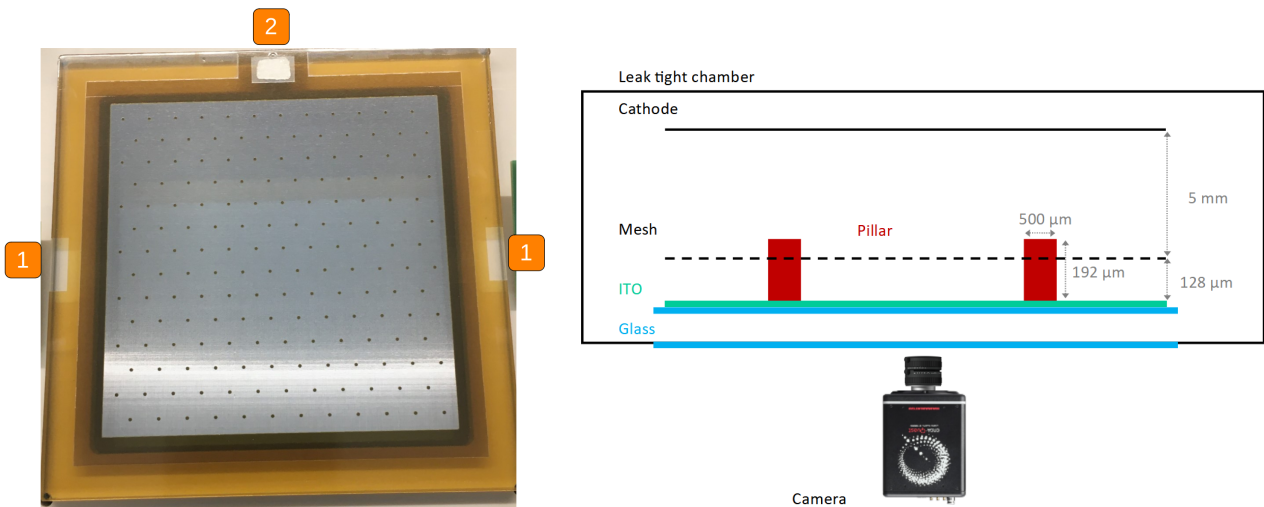 2
1
1
Leak tight chamber
Cathode
5 mm
500 µm
Mesh
Pillar
192 µm
128 µm
ITO
Glass
Camera